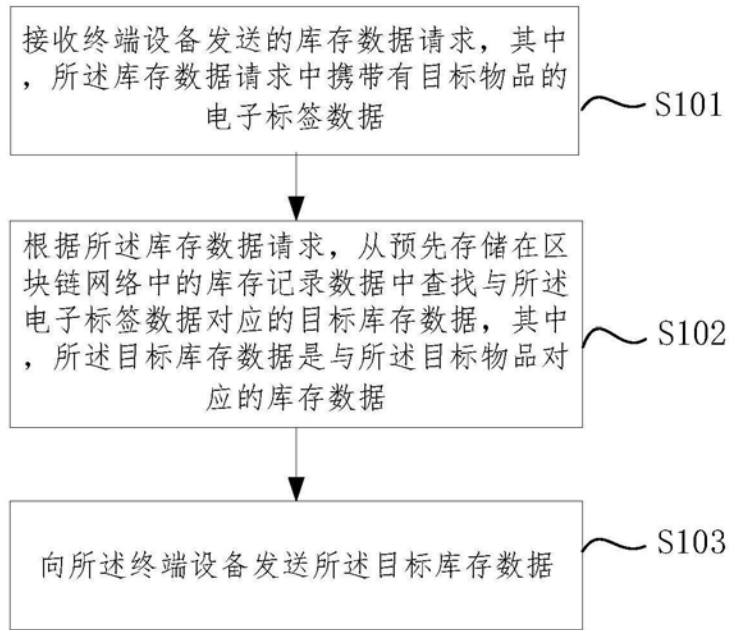 接收终端设备发送的库存数据请求，其中
，所述库存数据请求中携带有目标物品的
电子标签数据
S101
根据所述库存数据请求，从预先存储在区
块链网络中的库存记录数据中查找与所述
电子标签数据对应的目标库存数据，其中
，所述目标库存数据是与所述目标物品对
应的库存数据
S102
向所述终端设备发送所述目标库存数据
S103